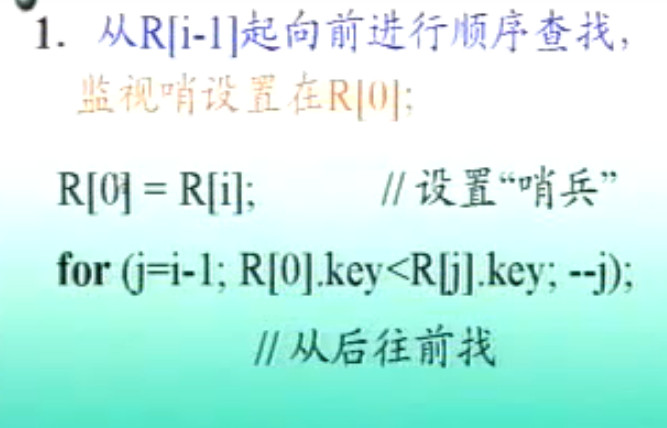 1. 从R[i-1]起向前进行顺序查找，
监视哨设置在R[0];
R[0] = R[i]; // 设置“哨兵”
for (j=i-1; R[0].key<R[j].key; --j);
// 从后往前找